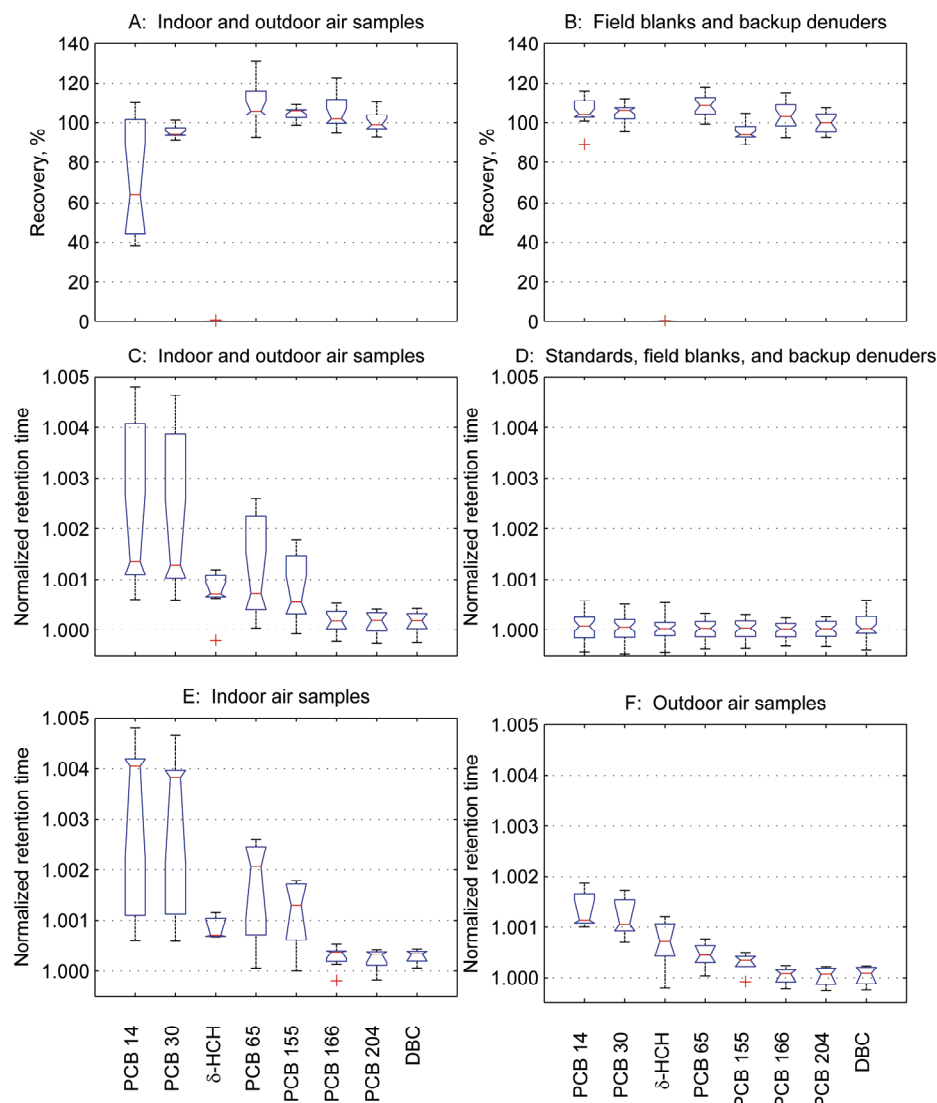 A:  Indoor and outdoor air samples
B:  Field blanks and backup denuders
140
120
100
80
60
40
20
0
Recovery, %
140
120
100
80
60
40
20
0
Recovery, %
C:  Indoor and outdoor air samples
D:  Standards, field blanks, and backup denuders
1.005
1.004
1.003
1.002
1.001
1.000
Normalized retention time
1.005
1.004
1.003
1.002
1.001
1.000
Normalized retention time
E:  Indoor air samples
F:  Outdoor air samples
1.005
1.004
1.003
1.002
1.001
1.000
Normalized retention time
1.005
1.004
1.003
1.002
1.001
1.000
Normalized retention time
PCB 14
PCB 30
δ-HCH
PCB 65
PCB 155
PCB 166
PCB 204
DBC
PCB 14
PCB 30
δ-HCH
PCB 65
PCB 155
PCB 166
PCB 204
DBC